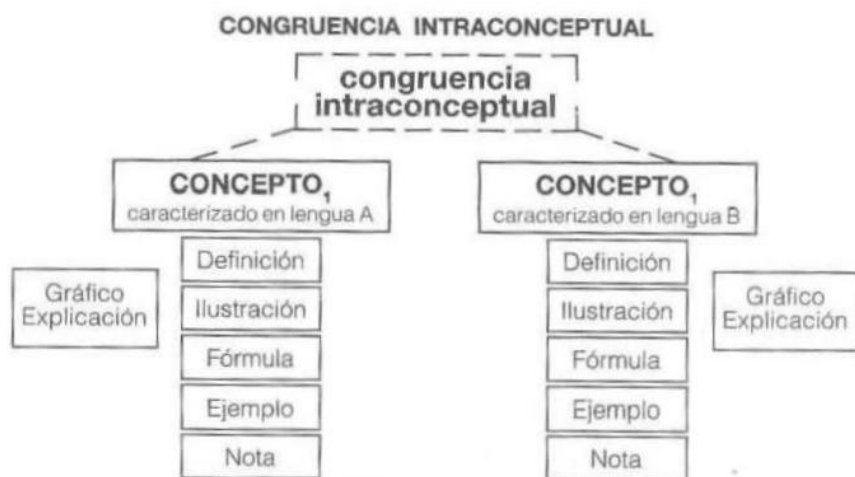 CONGRUENCIA INTRACONCEPTUAL
congruencia
intraconceptual
CONCEPTO₁
caracterizado en lengua A
Definición
Ilustración
Fórmula
Ejemplo
Nota
Gráfico
Explicación
CONCEPTO₁
caracterizado en lengua B
Definición
Ilustración
Fórmula
Ejemplo
Nota
Gráfico
Explicación